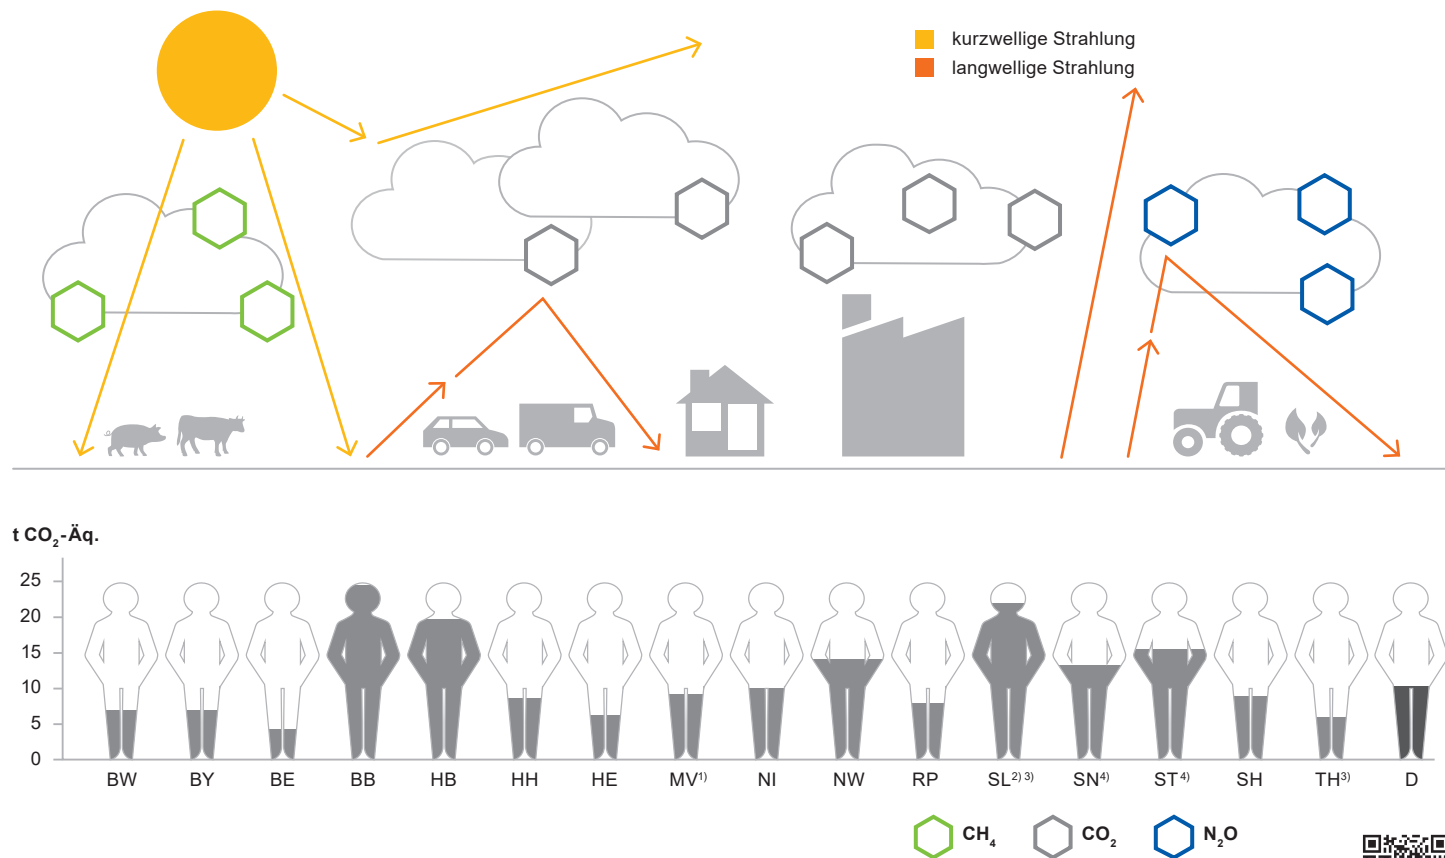 kurzwellige Strahlung
langwellige Strahlung
t CO₂-Äq.
25
20
15
10
5
0
BW BY BE BB HB HH HE MV¹⁾ NI NW RP SL²⁾ ³⁾ SN⁴⁾ ST⁴⁾ SH TH³⁾ D
CH₄ CO₂ N₂O